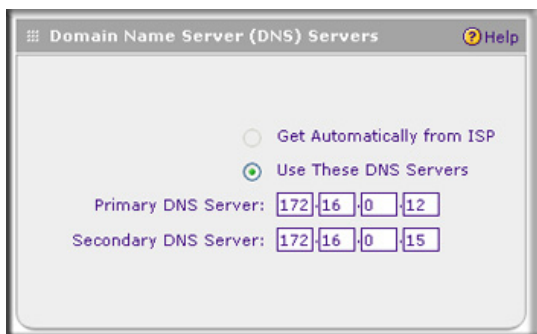 Domain Name Server (DNS) Servers ?Help
Get Automatically from ISP
Use These DNS Servers
Primary DNS Server: 172.16.0.12
Secondary DNS Server: 172.16.0.15